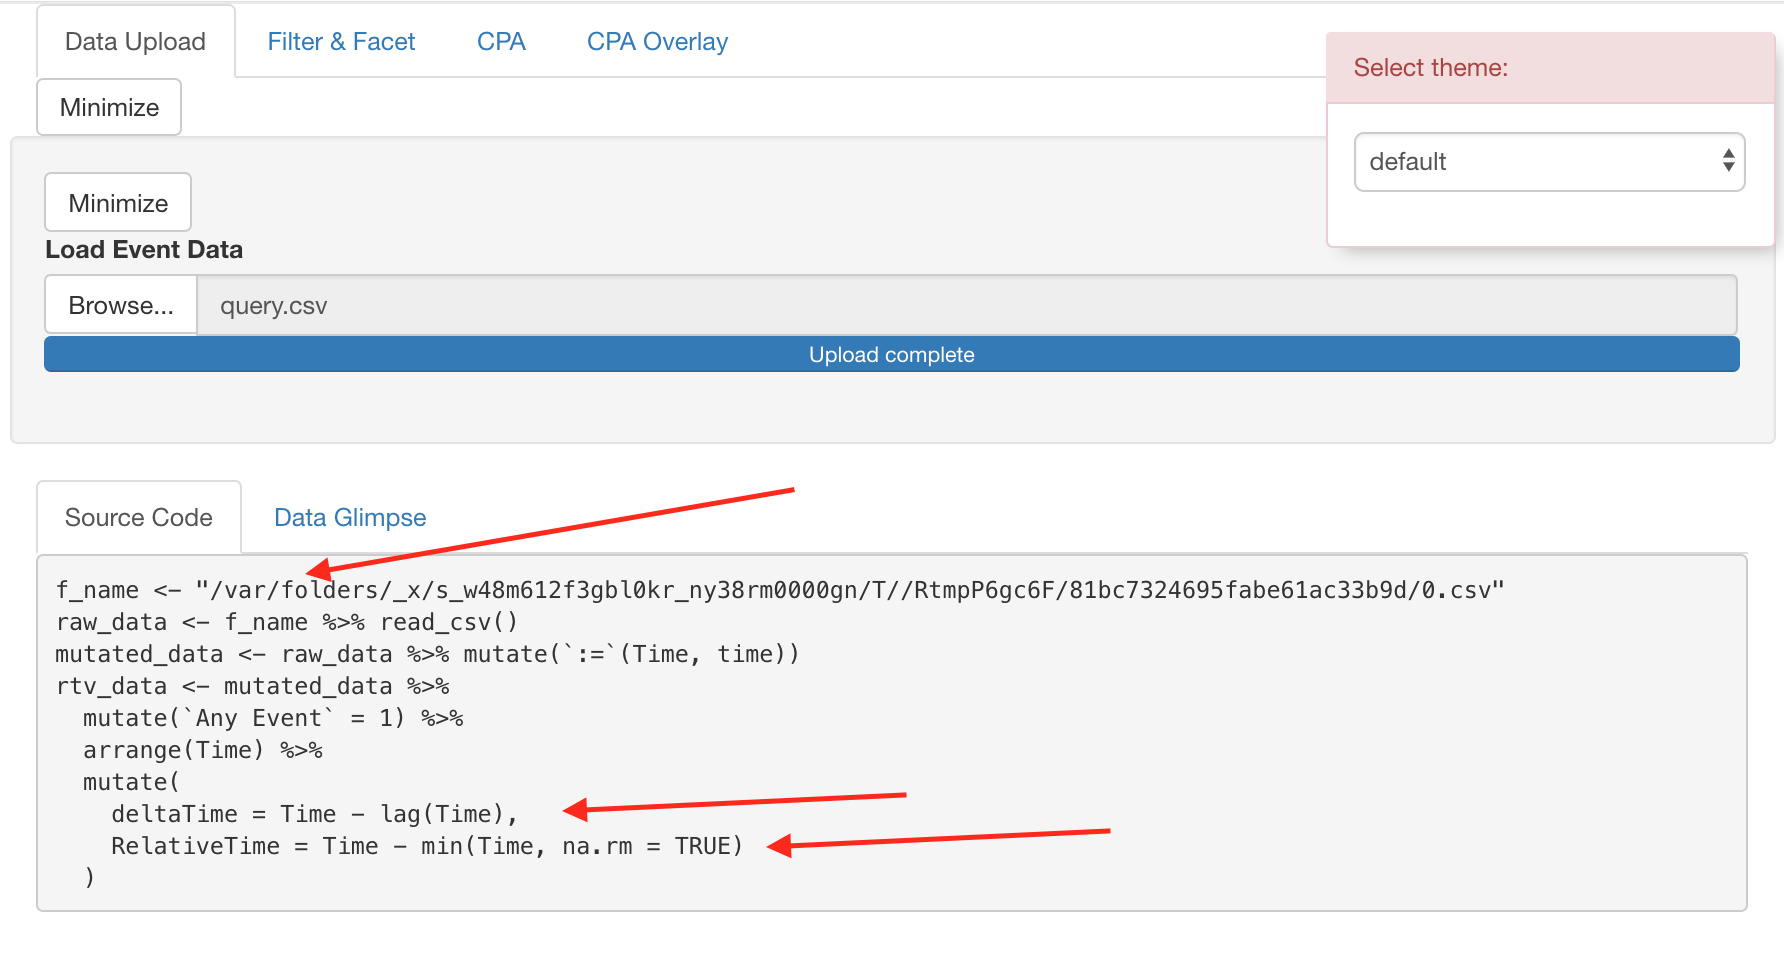 Data Upload Filter & Facet CPA CPA Overlay
Select theme:
Minimize
default
Minimize
Load Event Data
Browse... query.csv
Upload complete
Source Code Data Glimpse
f_name <- "/var/folders/_x/s_w48m612f3gbl0kr_ny38rm0000gn/T//RtmpP6gc6F/81bc7324695fabe61ac33b9d/0.csv"
raw_data <- f_name %>% read_csv()
mutated_data <- raw_data %>% mutate(`:=`(Time, time))
rtv_data <- mutated_data %>%
  mutate(`Any Event` = 1) %>%
  arrange(Time) %>%
  mutate(
    deltaTime = Time - lag(Time),
    RelativeTime = Time - min(Time, na.rm = TRUE)
  )